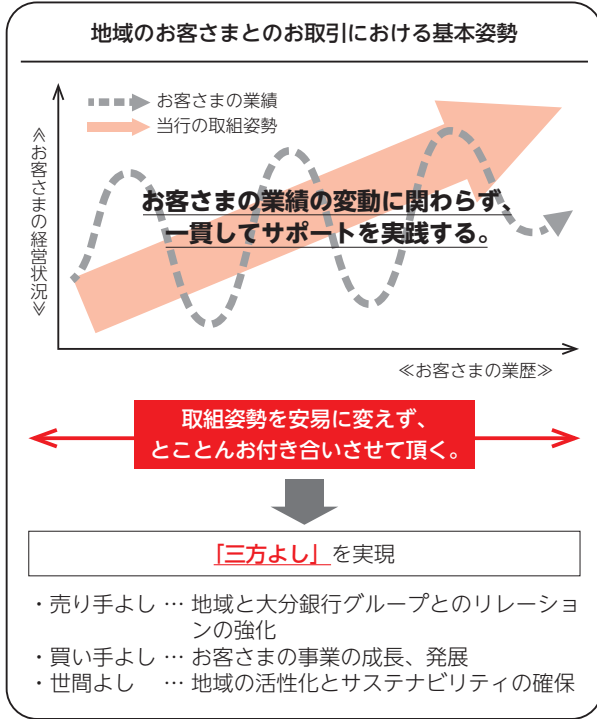 地域のお客さまとのお取引における基本姿勢
お客さまの業績
当行の取組姿勢
≪お客さまの経営状況≫
お客さまの業績の変動に関わらず、
一貫してサポートを実践する。
≪お客さまの業歴≫
取組姿勢を安易に変えず、
とことんお付き合いさせて頂く。
「三方よし」を実現
・売り手よし … 地域と大分銀行グループとのリレーショ
ンの強化
・買い手よし … お客さまの事業の成長、発展
・世間よし … 地域の活性化とサステナビリティの確保